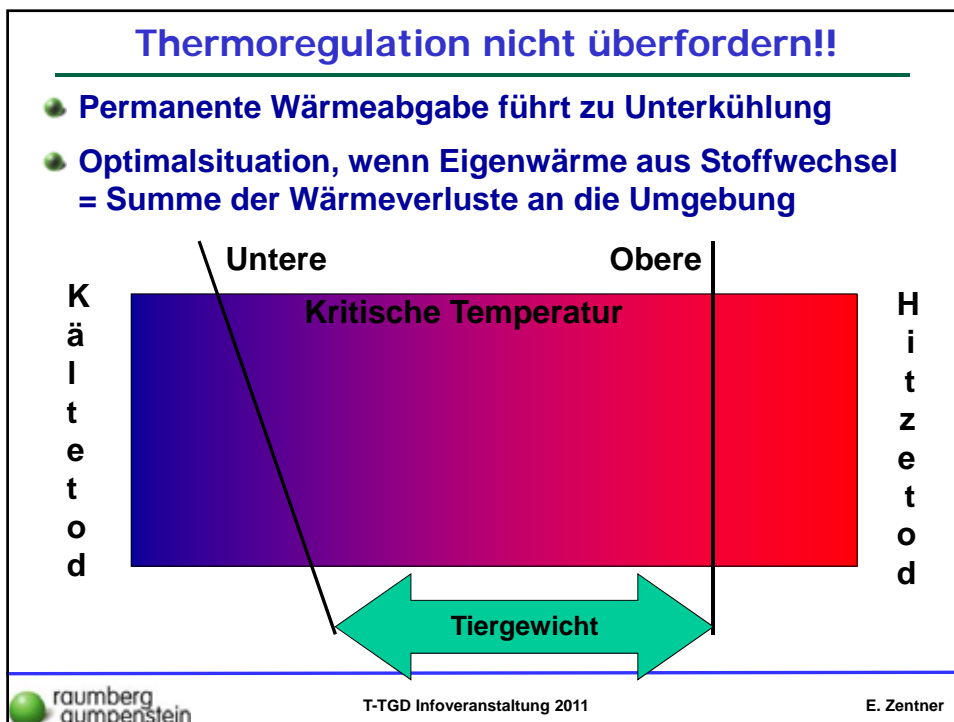 Thermoregulation nicht überfordern!!
Permanente Wärmeabgabe führt zu Unterkühlung
Optimalsituation, wenn Eigenwärme aus Stoffwechsel
= Summe der Wärmeverluste an die Umgebung
Untere
Obere
Kältetod
Kritische Temperatur
Hitzetod
Tiergewicht
raumberg
gumpenstein
T-TGD Infoveranstaltung 2011
E. Zentner